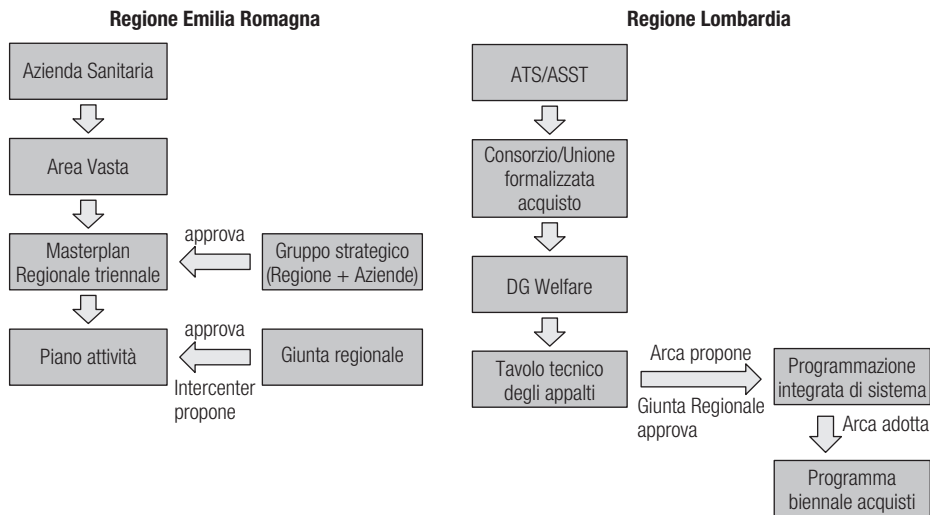 Regione Emilia Romagna
Azienda Sanitaria
Area Vasta
Masterplan
Regionale triennale
approva
Gruppo strategico
(Regione + Aziende)
Piano attività
approva
Intercenter
propone
Giunta regionale
Regione Lombardia
ATS/ASST
Consorzio/Unione
formalizzata
acquisto
DG Welfare
Tavolo tecnico
degli appalti
Arca propone
Giunta Regionale
approva
Programmazione
integrata di sistema
Arca adotta
Programma
biennale acquisti